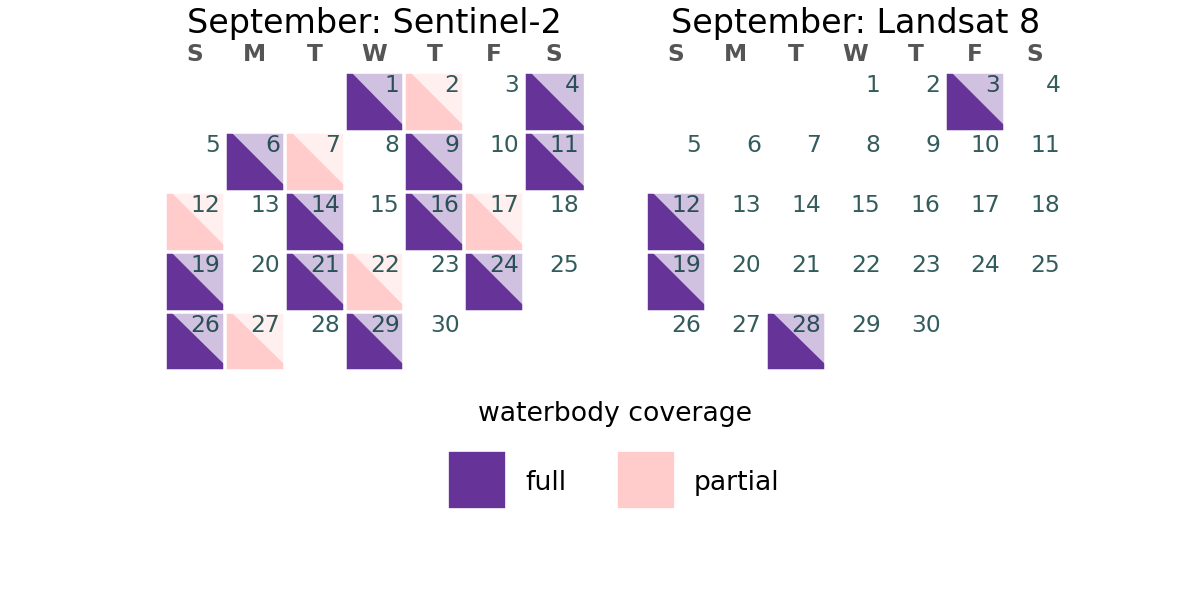 September: Sentinel-2
S M T W T F S
1 2 3 4
5 6 7 8 9 10 11
12 13 14 15 16 17 18
19 20 21 22 23 24 25
26 27 28 29 30
September: Landsat 8
S M T W T F S
1 2 3 4
5 6 7 8 9 10 11
12 13 14 15 16 17 18
19 20 21 22 23 24 25
26 27 28 29 30
waterbody coverage
full partial